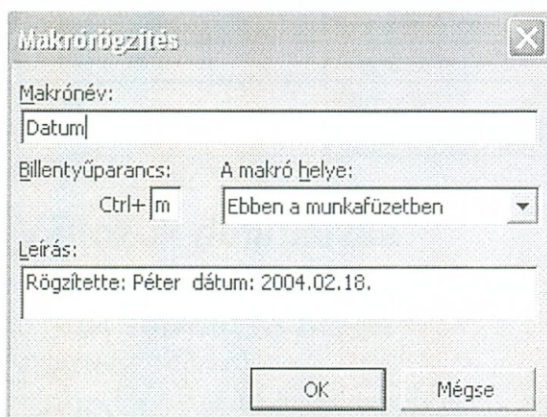 Makrórögzítés
Makrónév:
Datum
Billentyűparancs: A makró helye:
Ctrl+ m Ebben a munkafüzetben
Leírás:
Rögzítette: Péter dátum: 2004.02.18.
OK Mégse